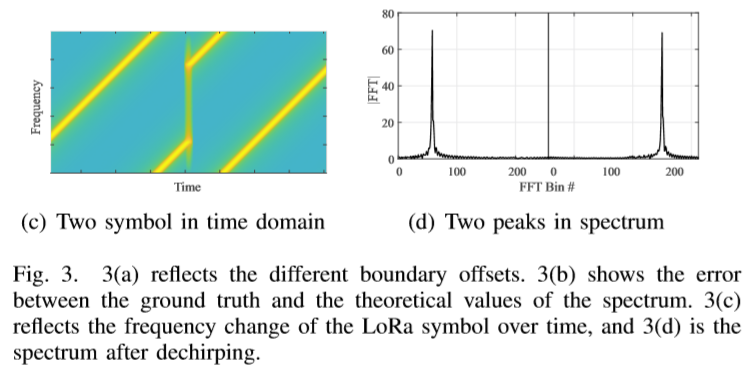 Frequency
Time
80
60
40
20
0
|FFT|
0 100 200 0 100 200
FFT Bin #
(c) Two symbol in time domain
(d) Two peaks in spectrum
Fig. 3. 3(a) reflects the different boundary offsets. 3(b) shows the error
between the ground truth and the theoretical values of the spectrum. 3(c)
reflects the frequency change of the LoRa symbol over time, and 3(d) is the
spectrum after dechirping.